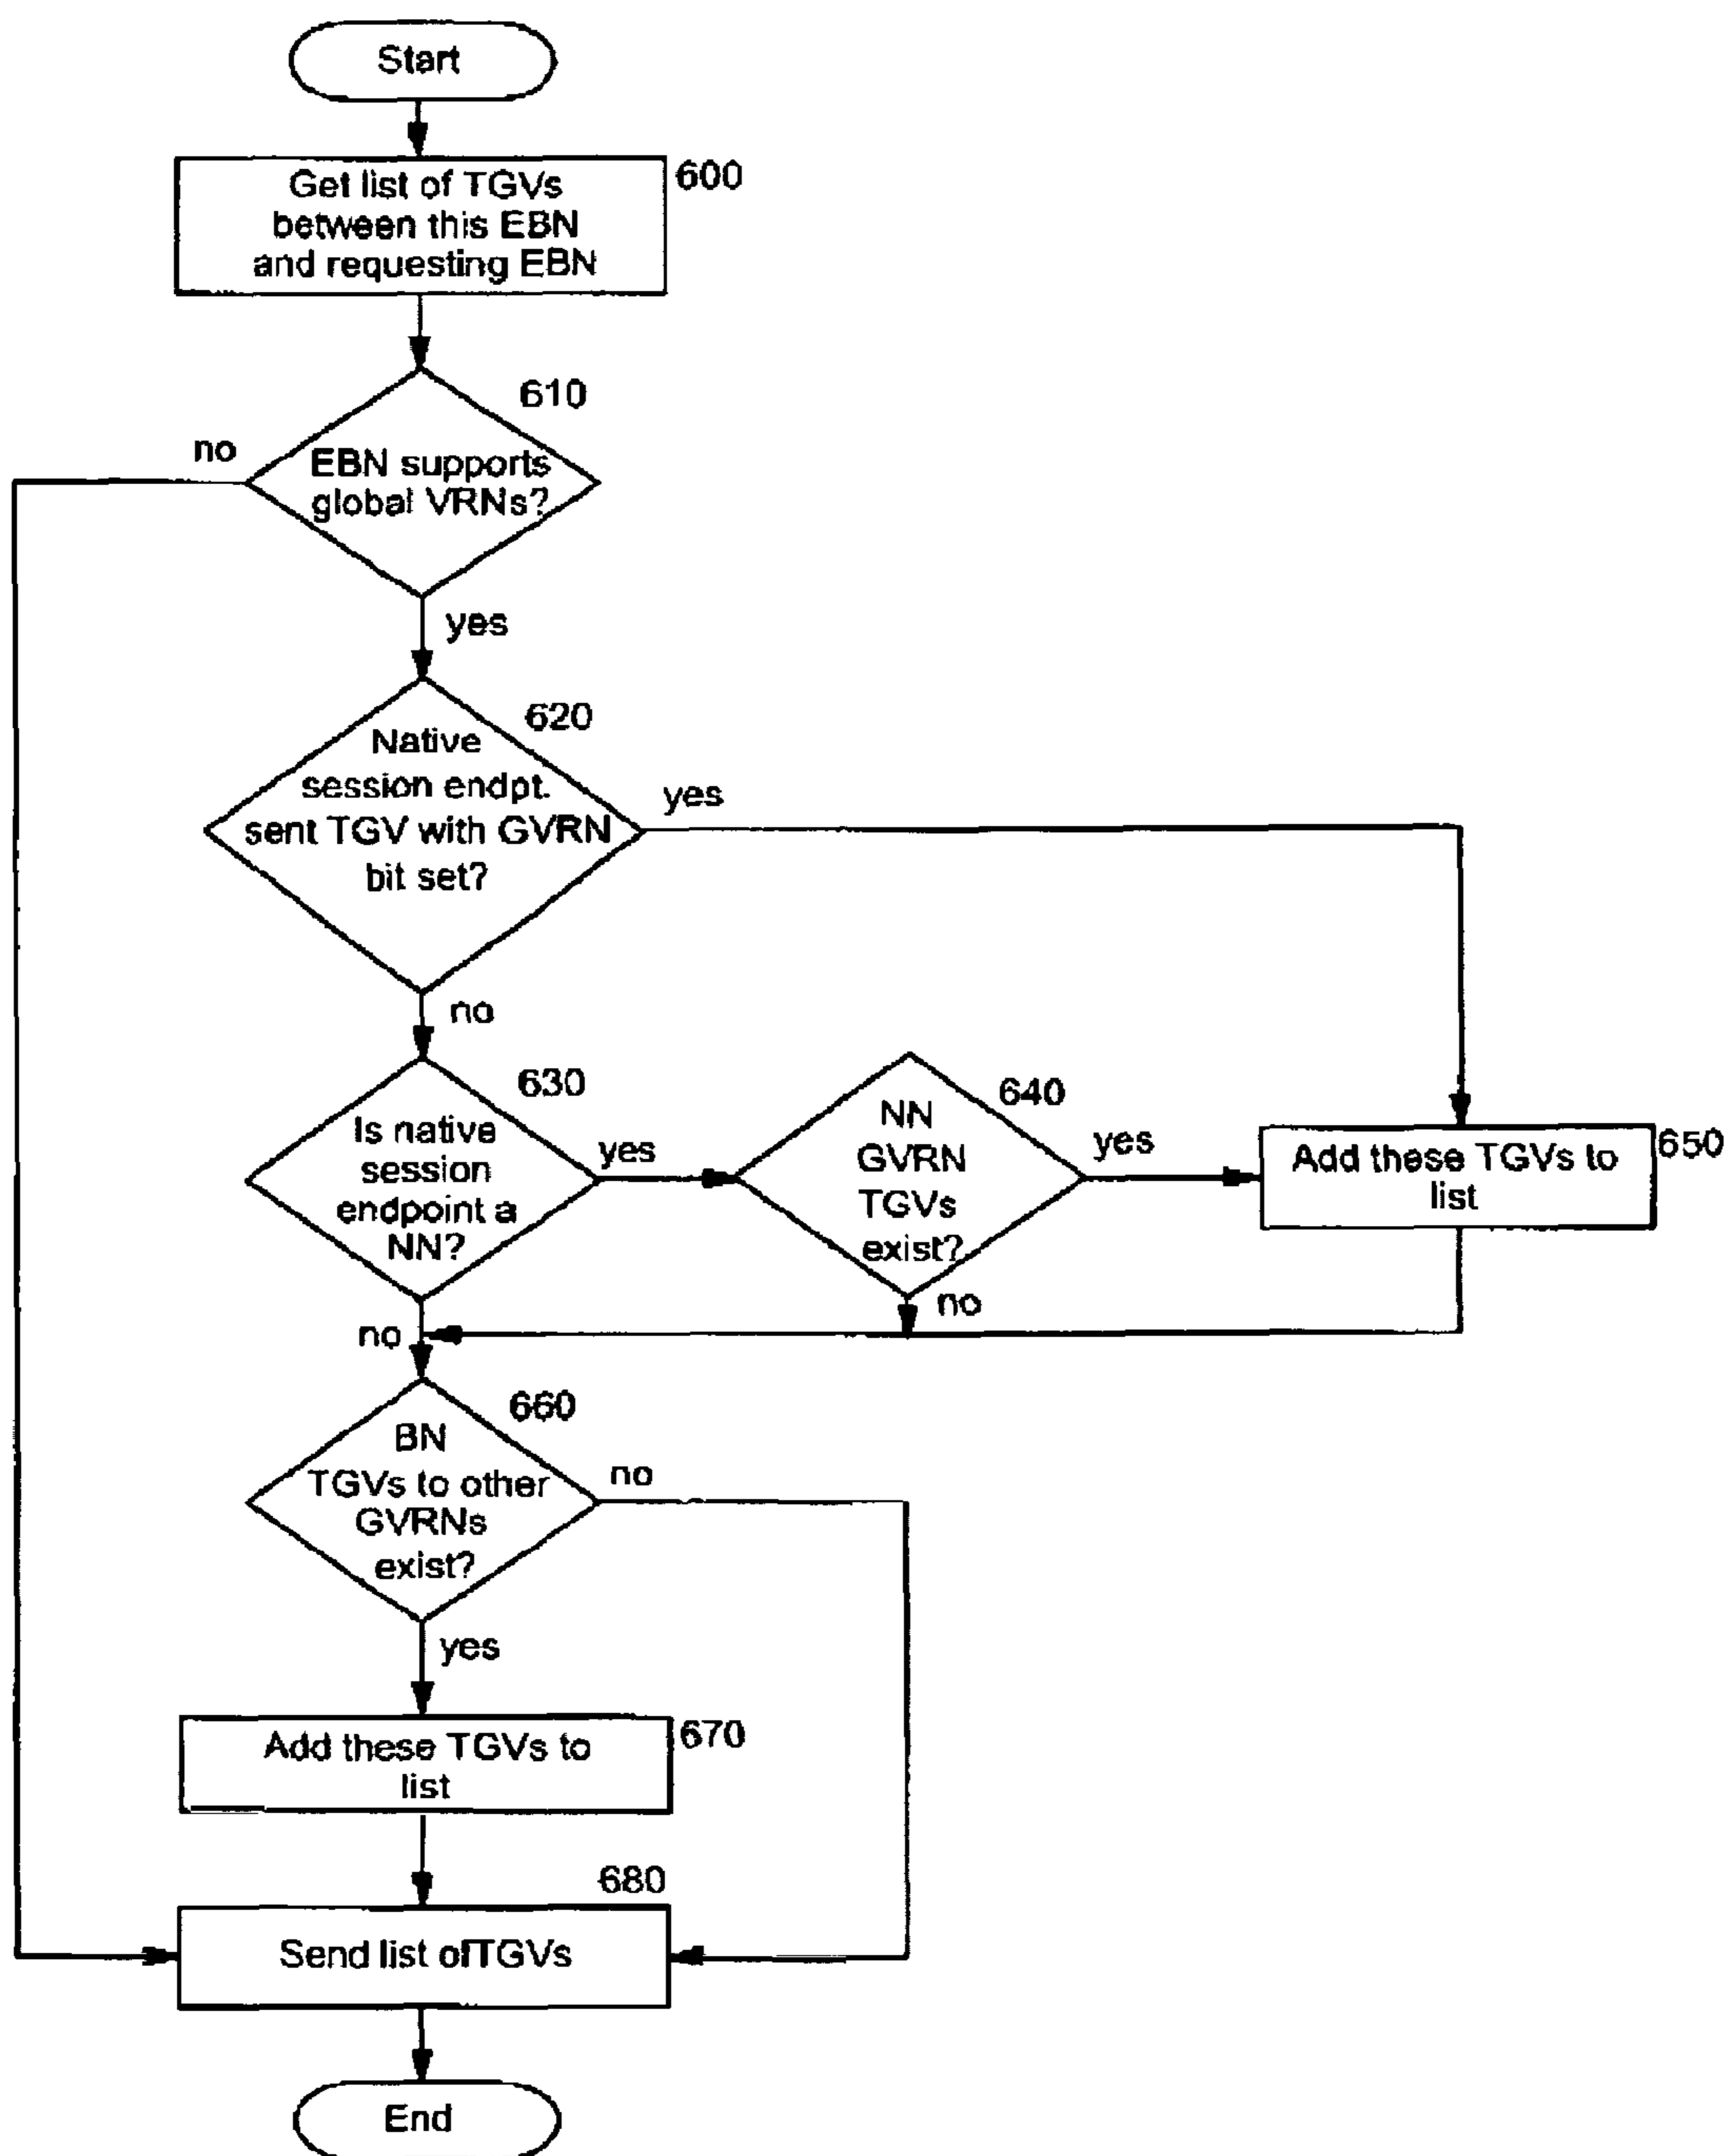 Start
Get list of TGVs
between this EBN
and requesting EBN
600
610
no
EBN supports
global VRNs?
yes
620
Native
session endpt.
sent TGV with GVRN
bit set?
yes
no
630
Is native
session
endpoint a
NN?
yes
640
NN
GVRN
TGVs
exist?
yes
Add these TGVs to
list
650
no
no
660
BN
TGVs to other
GVRNs
exist?
no
yes
Add these TGVs to
list
670
680
Send list ofTGVs
End